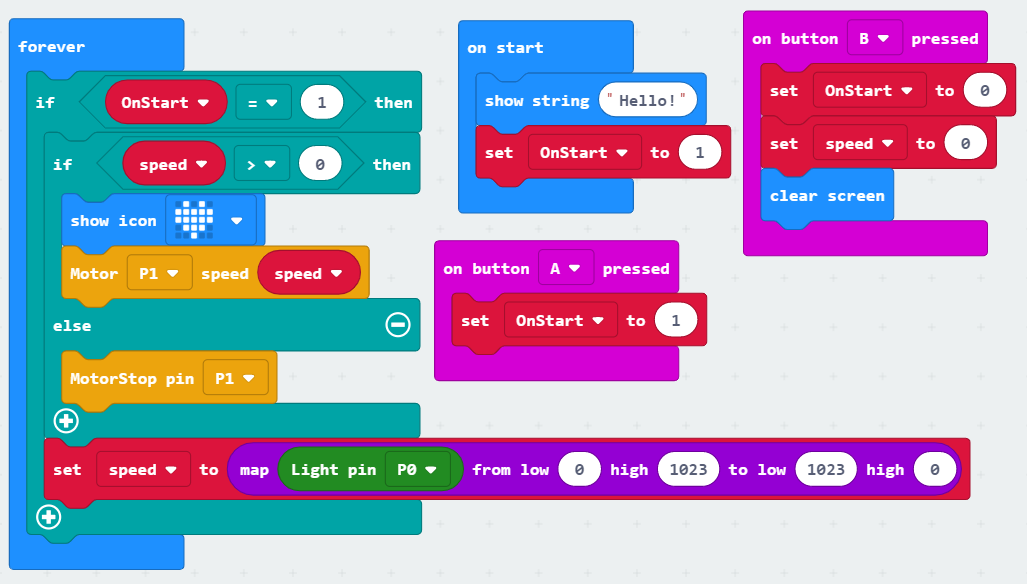 forever
if OnStart = 1 then
if speed > 0 then
show icon
Motor P1 speed speed
else
MotorStop pin P1
set speed to map Light pin P0 from low 0 high 1023 to low 1023 high 0
on start
show string "Hello!"
set OnStart to 1
on button A pressed
set OnStart to 1
on button B pressed
set OnStart to 0
set speed to 0
clear screen